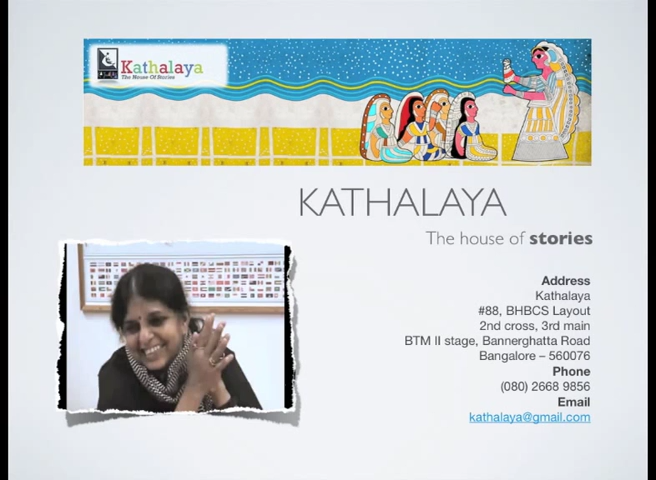 Kathalaya
The House Of Stories
KATHALAYA
The house of stories
Address
Kathalaya
#88, BHBCS Layout
2nd cross, 3rd main
BTM II stage, Bannerghatta Road
Bangalore – 560076
Phone
(080) 2668 9856
Email
kathalaya@gmail.com